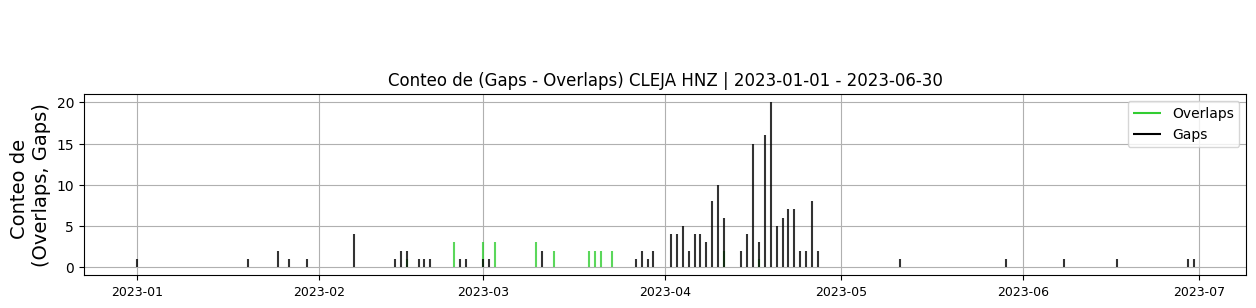 Conteo de (Gaps - Overlaps) CLEJA HNZ | 2023-01-01 - 2023-06-30
Conteo de
(Overlaps, Gaps)
20
15
10
5
0
Overlaps
Gaps
2023-01
2023-02
2023-03
2023-04
2023-05
2023-06
2023-07